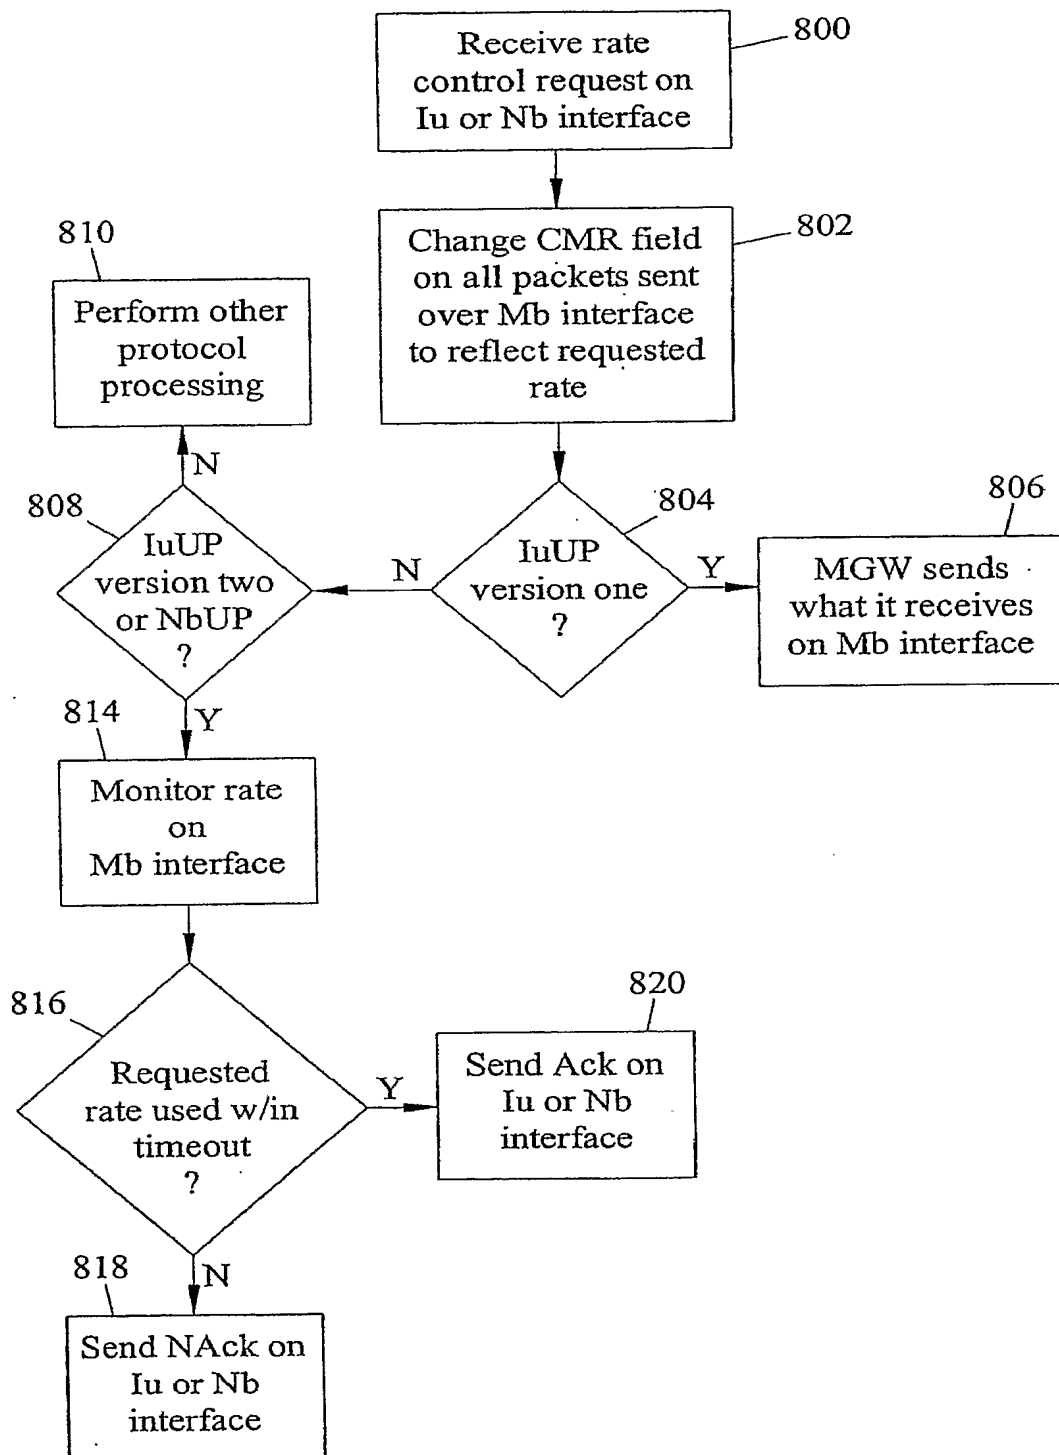 800
Receive rate
control request on
Iu or Nb interface
802
Change CMR field
on all packets sent
over Mb interface
to reflect requested
rate
810
Perform other
protocol
processing
N
808
IuUP
version two
or NbUP
?
N
804
IuUP
version one
?
Y
806
MGW sends
what it receives
on Mb interface
Y
814
Monitor rate
on
Mb interface
816
Requested
rate used w/in
timeout
?
Y
820
Send Ack on
Iu or Nb
interface
N
818
Send NAck on
Iu or Nb
interface